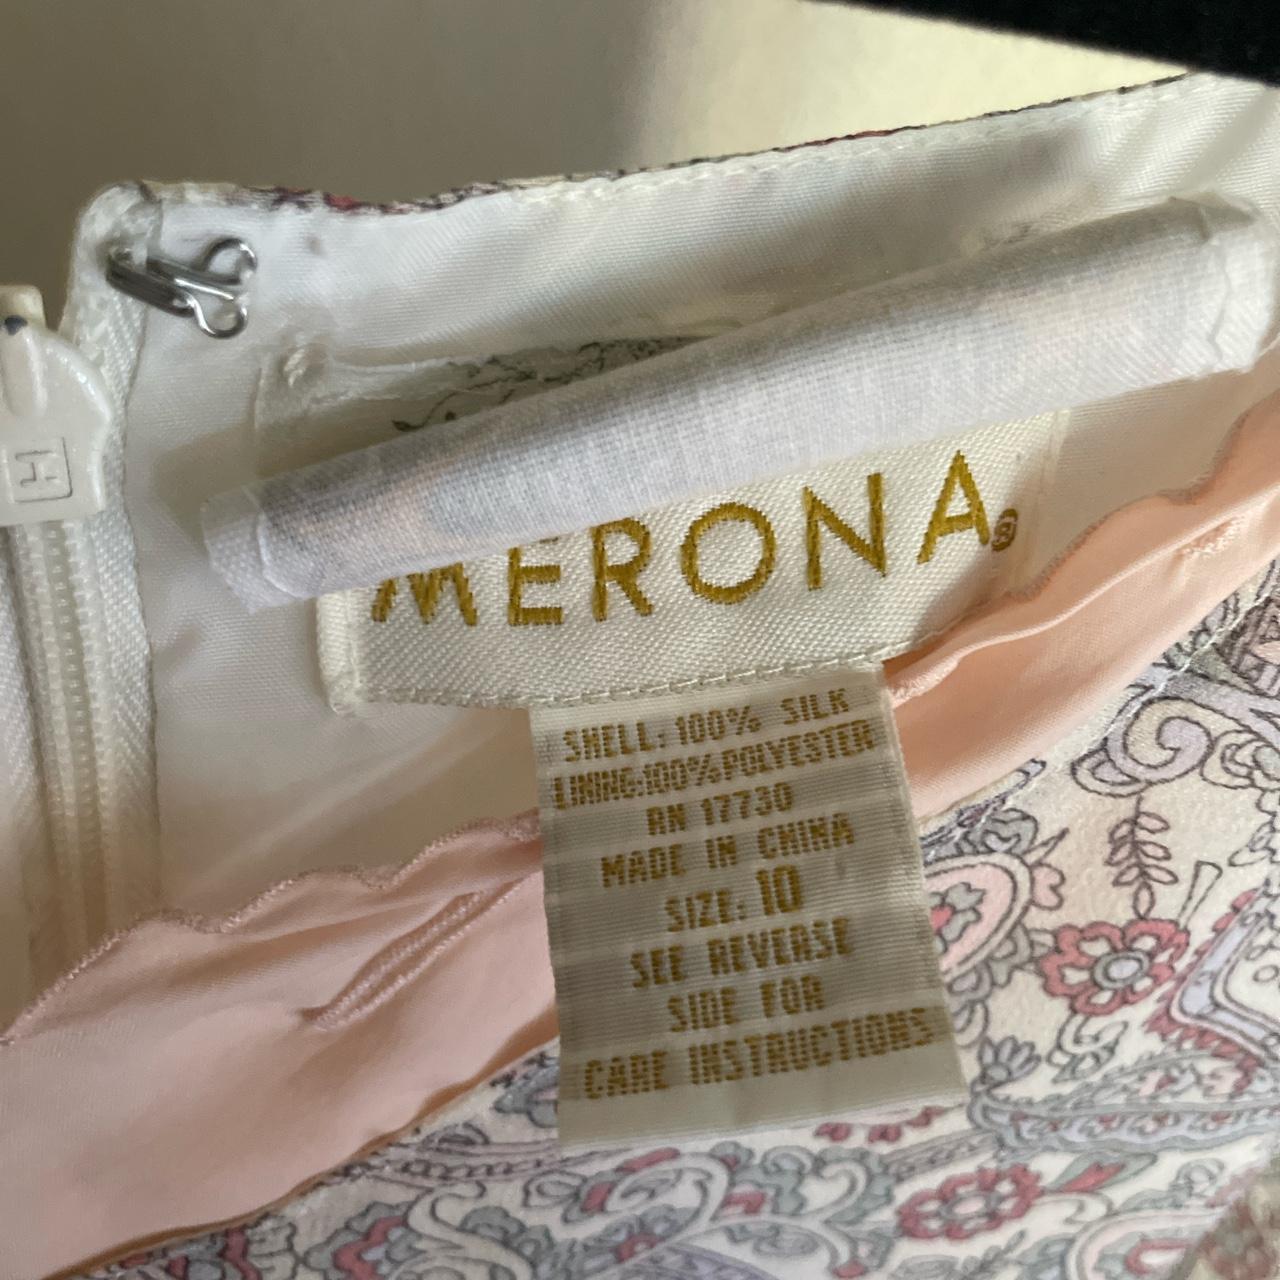 MERONA®
SHELL: 100% SILK
LINING:100%POLYESTER
RN 17730
MADE IN CHINA
SIZE: 10
SEE REVERSE
SIDE FOR
CARE INSTRUCTIONS
H